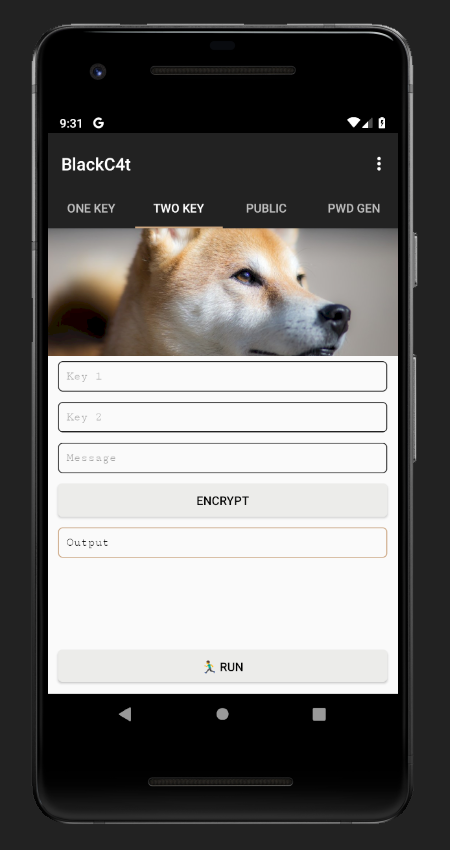 9:31 G
BlackC4t
ONE KEY TWO KEY PUBLIC PWD GEN
Key 1
Key 2
Message
ENCRYPT
Output
🏃 RUN